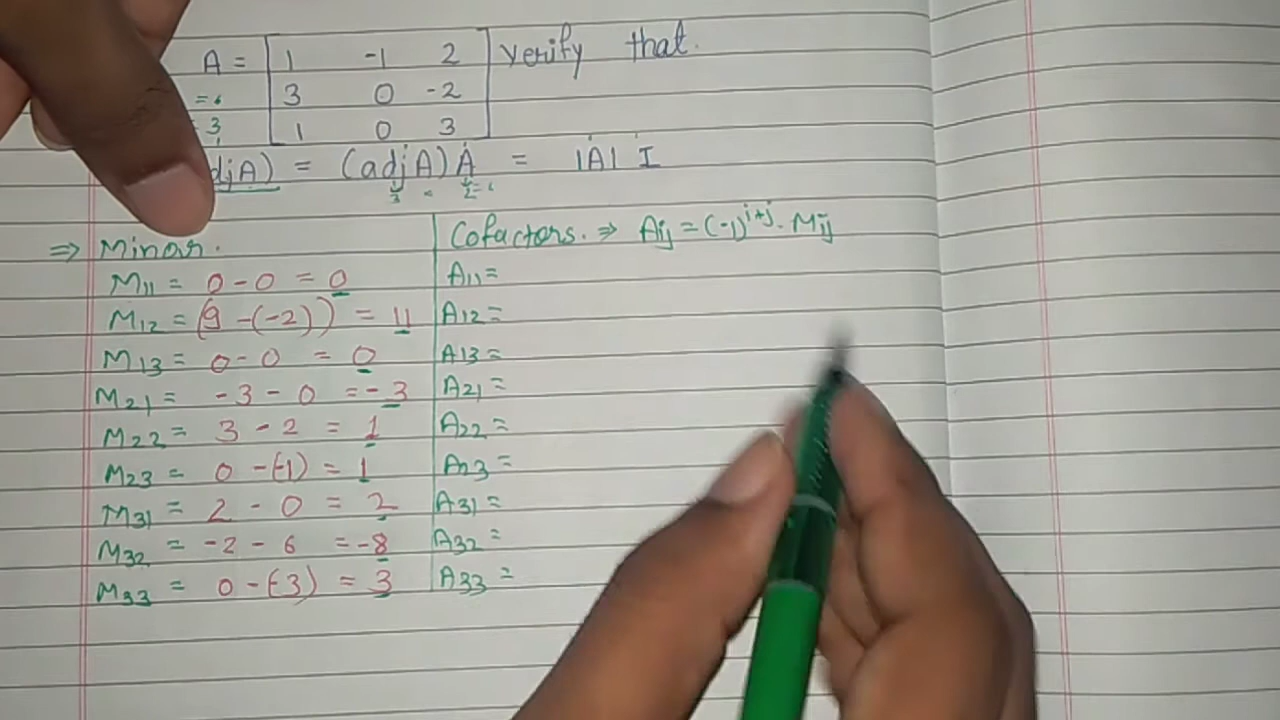 A = [ 1 -1 2 ] verify that.
3 0 -2
3 1 0 3
djA) = (adjA)A = |A| I
⇒ Minor. Cofactors. ⇒ Aij = (-1)^{i+j}. Mij
M11 = 0 - 0 = 0 A11 =
M12 = (9 - (-2)) = 11 A12 =
M13 = 0 - 0 = 0 A13 =
M21 = -3 - 0 = -3 A21 =
M22 = 3 - 2 = 1 A22 =
M23 = 0 - (-1) = 1 A23 =
M31 = 2 - 0 = 2 A31 =
M32 = -2 - 6 = -8 A32 =
M33 = 0 - (-3) = 3 A33 =